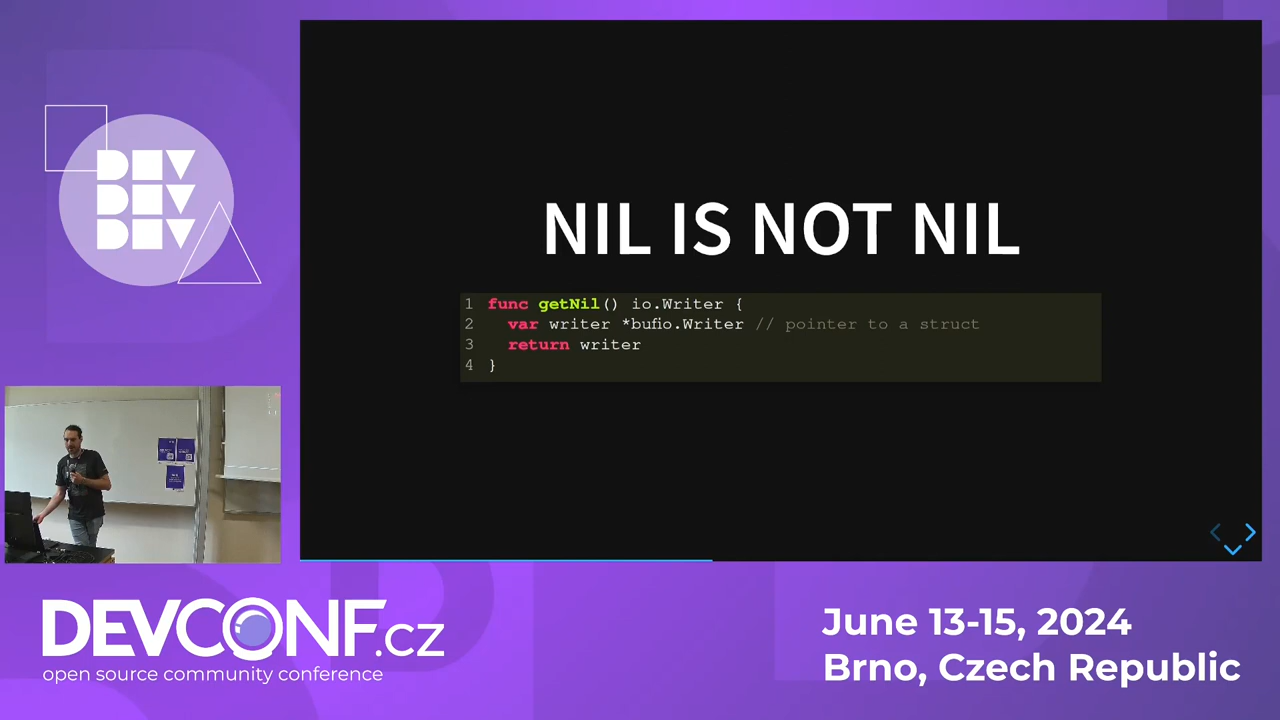 DEV
DEV
DEV
NIL IS NOT NIL
1 func getNil() io.Writer {
2   var writer *bufio.Writer // pointer to a struct
3   return writer
4 }
DEVCONF.cz
open source community conference
June 13-15, 2024
Brno, Czech Republic